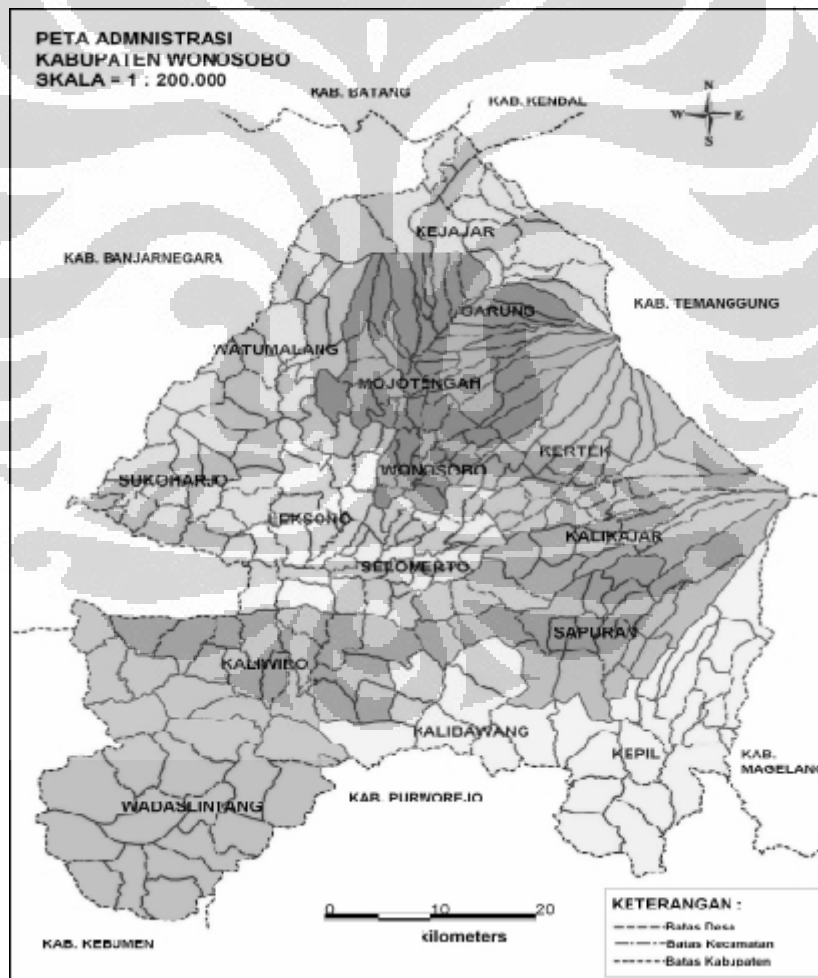 PETA ADMNISTRASI
KABUPATEN WONOSOBO
SKALA = 1 : 200.000
KAB. BATANG
KAB. KENDAL
N
W E
S
KEJAJAR
KAB. BANJARNEGARA
KAB. TEMANGGUNG
GARUNG
WATUMALANG
MOJOTENGAH
KERTEK
WONOSOBO
SUKOHARJO
LEKSONO
KALIKAJAR
SELOMERTO
SAPURAN
KALIWIRO
KALIBAWANG
KEPIL
KAB.
MAGELANG
WADASLINTANG
KAB. PURWOREJO
KETERANGAN :
0 10 20
kilometers
Batas Desa
Batas Kecamatan
Batas Kabupaten
KAB. KEBUMEN